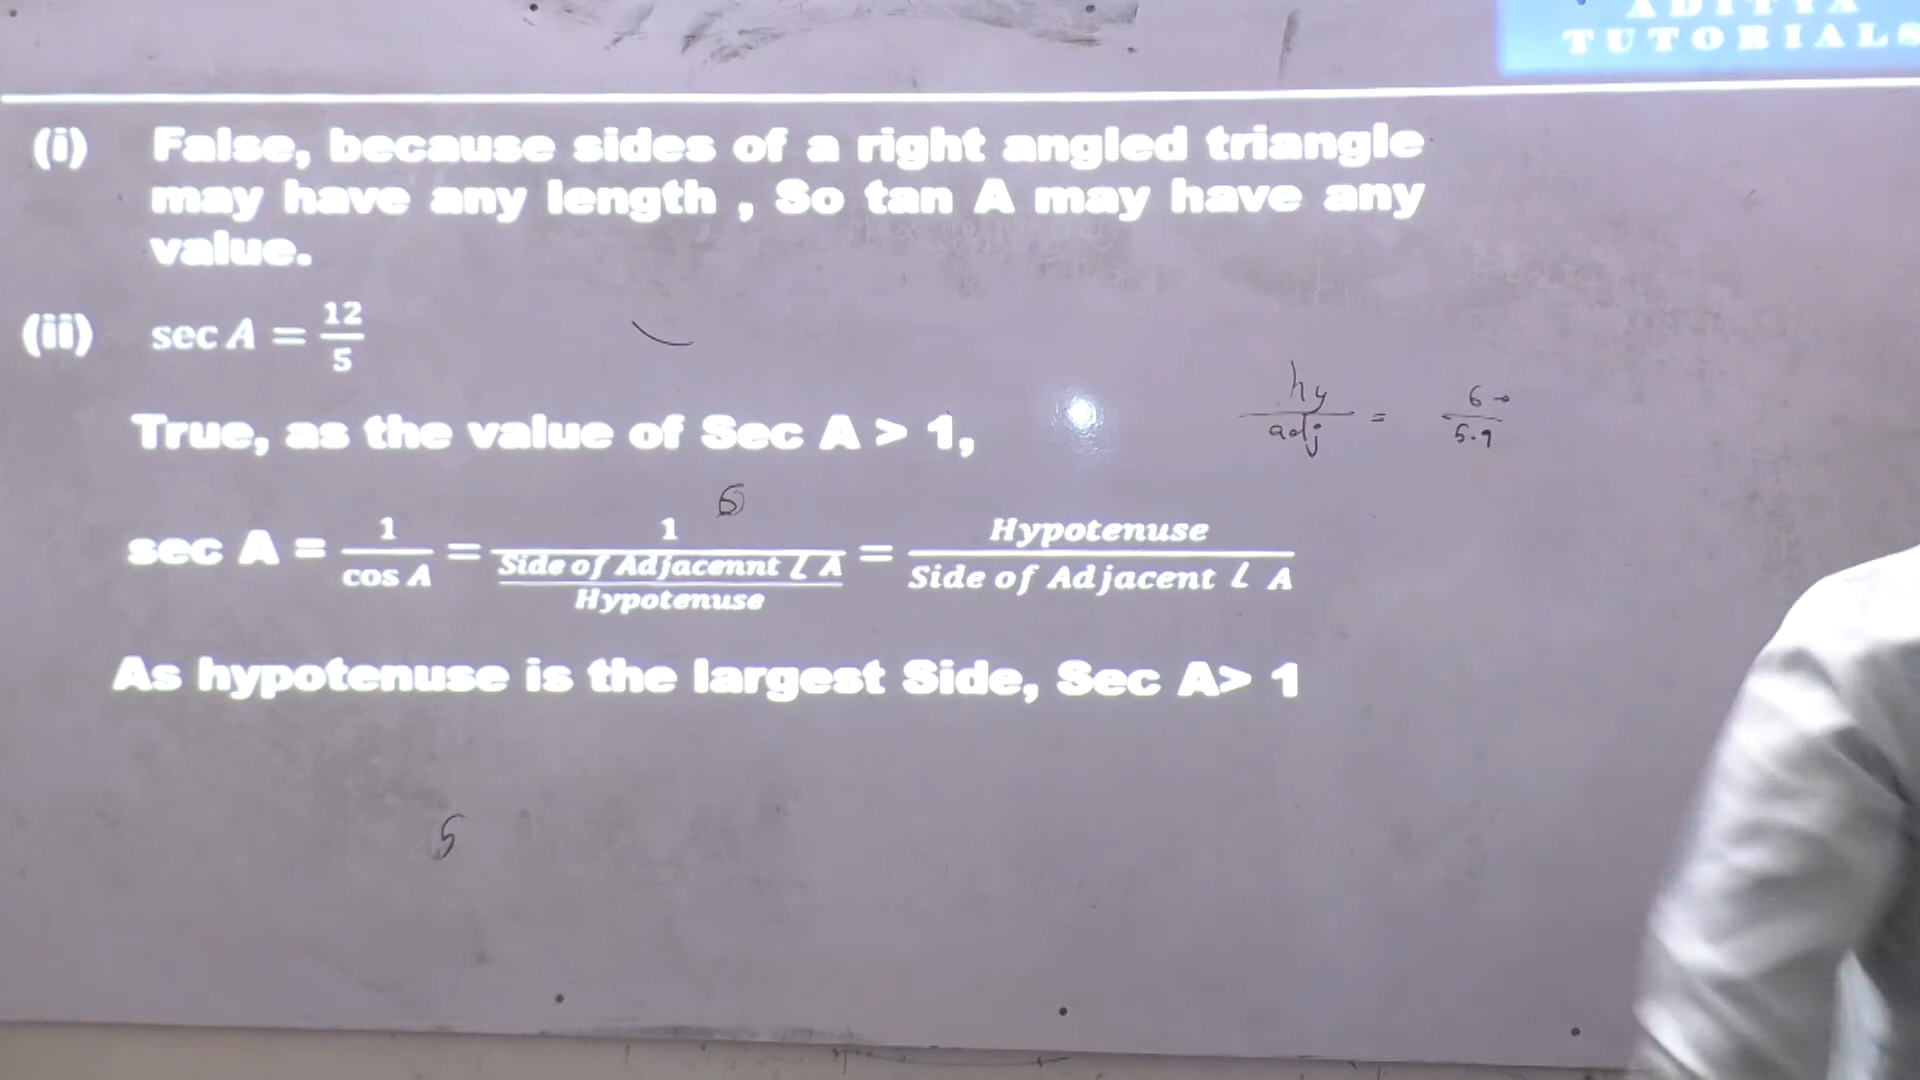 ADITYA
TUTORIALS
(i) False, because sides of a right angled triangle
may have any length , So tan A may have any
value.
(ii) sec A = 12/5
True, as the value of Sec A > 1,
hy/adj = 6/5.9
6
sec A = 1/cos A = 1/(Side of Adjacennt ∠ A/Hypotenuse) = Hypotenuse/Side of Adjacent ∠ A
As hypotenuse is the largest Side, Sec A> 1
5